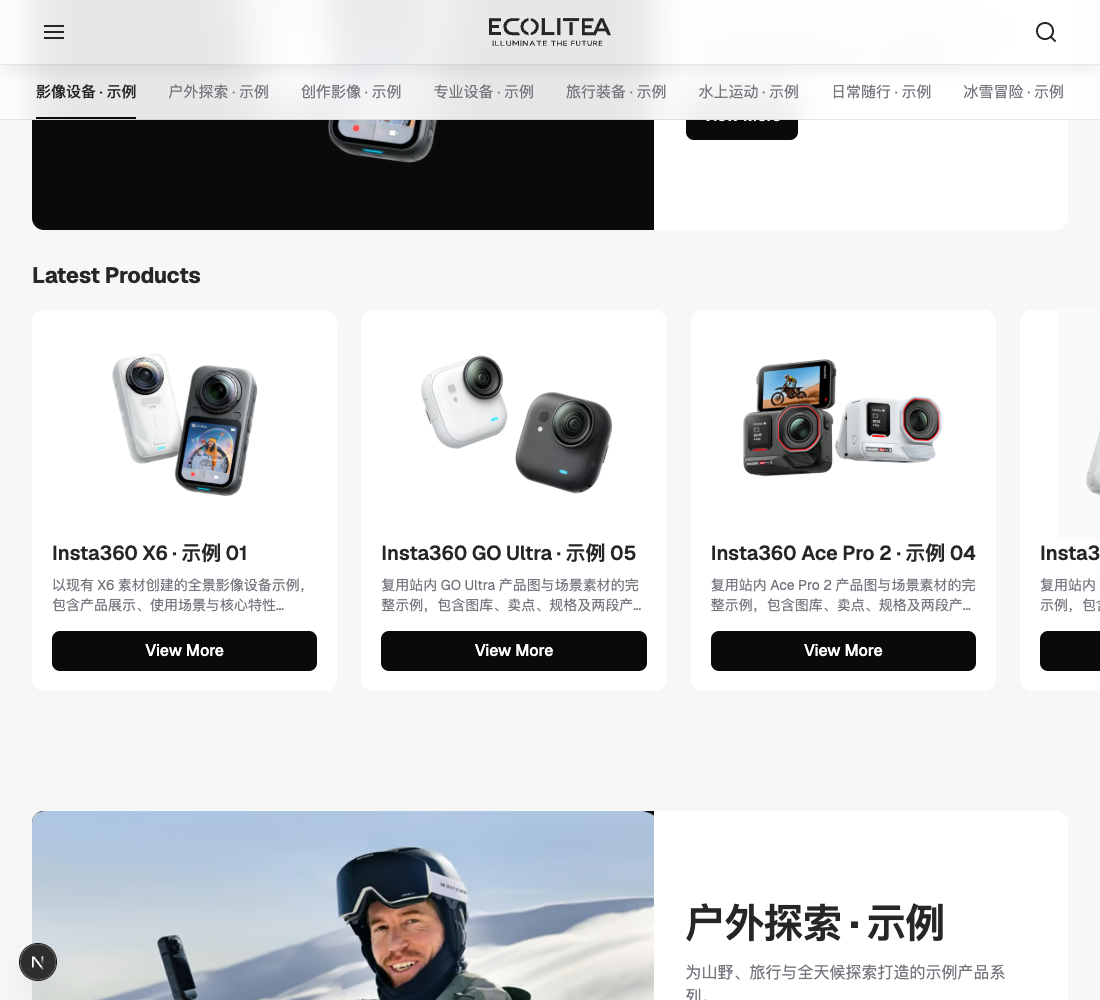 ECOLITEA
ILLUMINATE THE FUTURE
影像设备 · 示例
户外探索 · 示例
创作影像 · 示例
专业设备 · 示例
旅行装备 · 示例
水上运动 · 示例
日常随行 · 示例
冰雪冒险 · 示例
Latest Products
Insta360 X6 · 示例 01
以现有 X6 素材创建的全景影像设备示例，
包含产品展示、使用场景与核心特性…
View More
Insta360 GO Ultra · 示例 05
复用站内 GO Ultra 产品图与场景素材的完
整示例，包含图库、卖点、规格及两段产…
View More
Insta360 Ace Pro 2 · 示例 04
复用站内 Ace Pro 2 产品图与场景素材的完
整示例，包含图库、卖点、规格及两段产…
View More
复用站内
户外探索 · 示例
为山野、旅行与全天候探索打造的示例产品系
列。
N